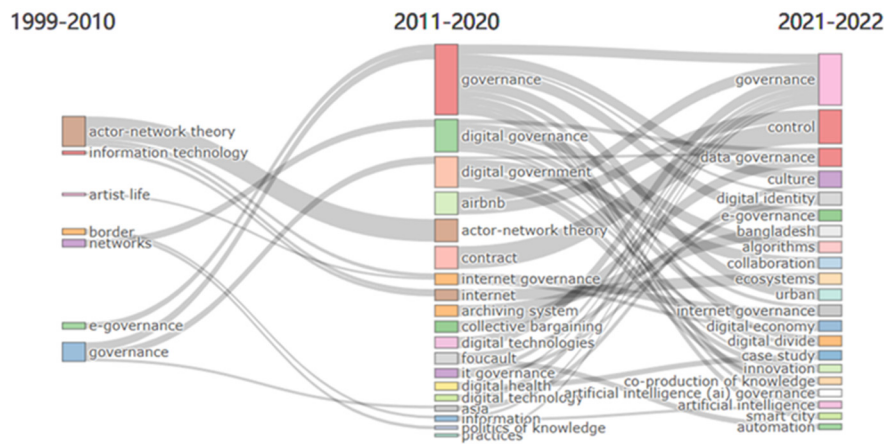 1999-2010
actor-network theory
information technology
artist life
border
networks
e-governance
governance
2011-2020
governance
digital governance
digital government
airbnb
actor-network theory
contract
internet governance
internet
archiving system
collective bargaining
digital technologies
foucault
it governance
digital health
digital technology
asia
information
politics of knowledge
practices
2021-2022
governance
control
data governance
culture
digital identity
e-governance
bangladesh
algorithms
collaboration
ecosystems
urban
internet governance
digital economy
digital divide
case study
innovation
co-production of knowledge
artificial intelligence (ai) governance
artificial intelligence
smart city
automation